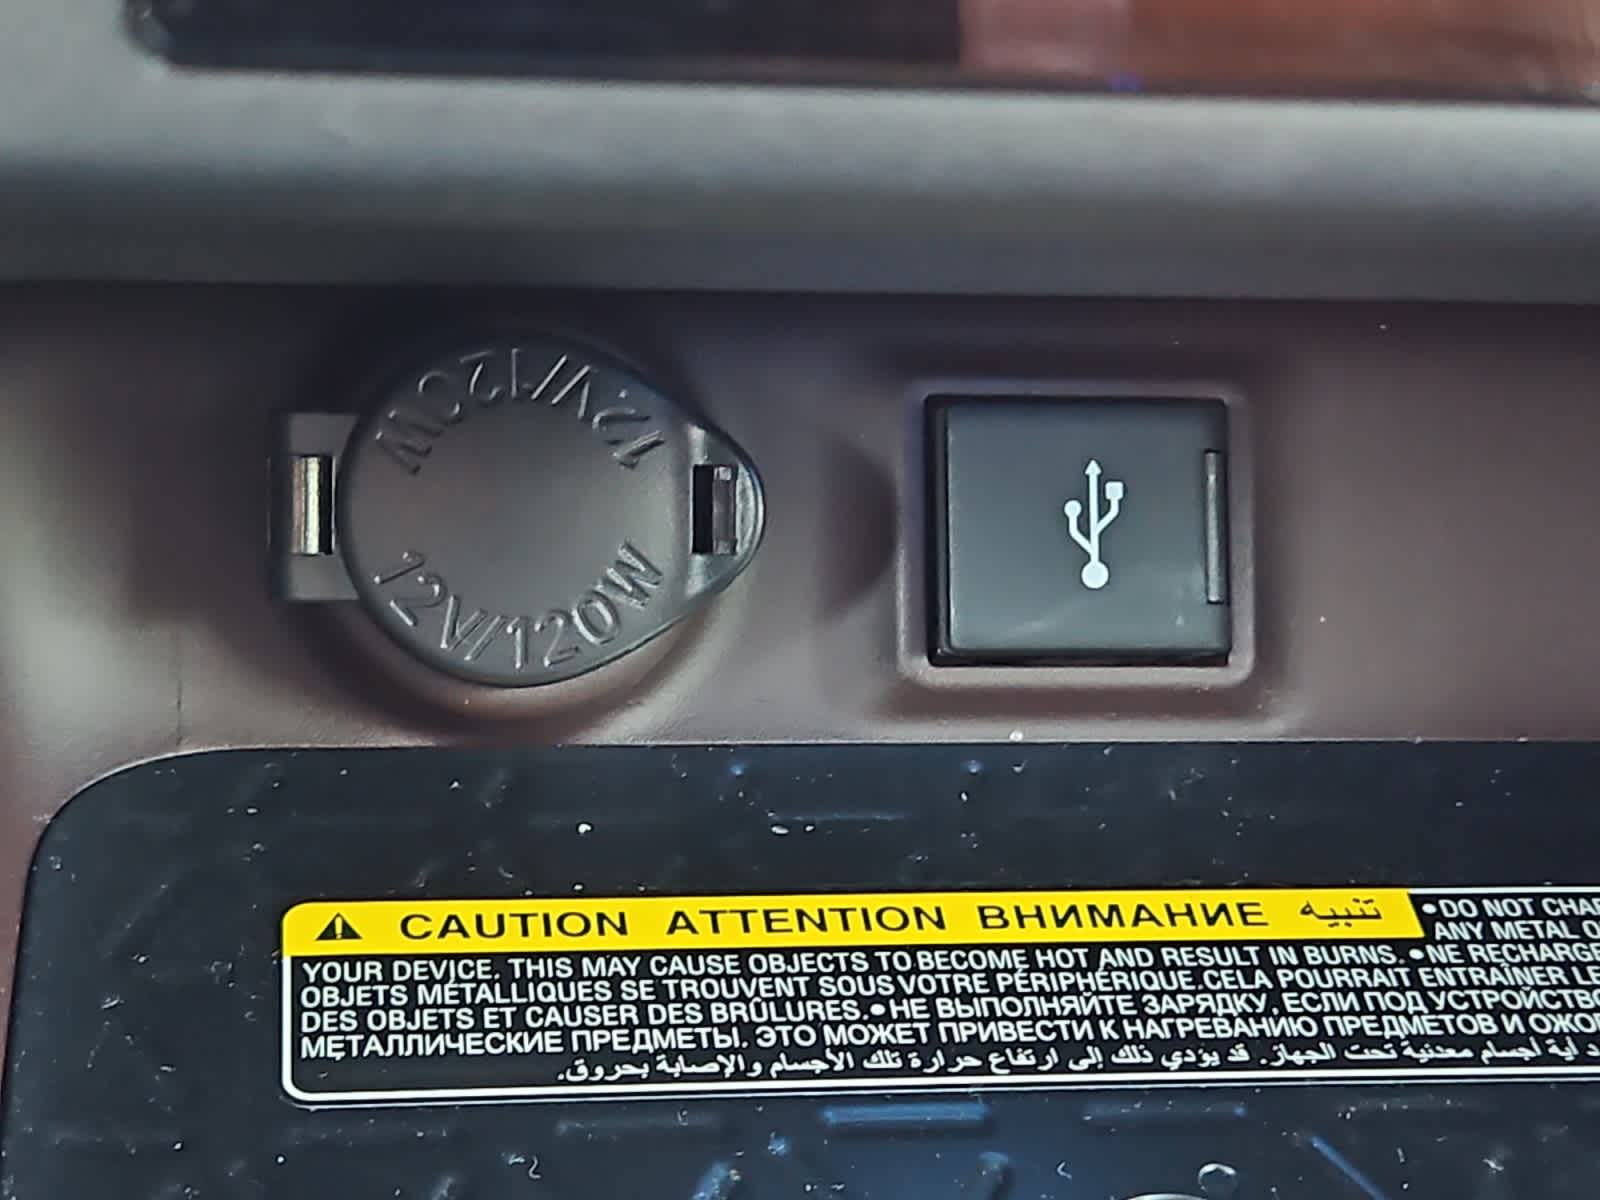 12V/120W
12V/120W
CAUTION ATTENTION ВНИМАНИЕ تنبيه
•DO NOT
ANY METAL
YOUR DEVICE. THIS MAY CAUSE OBJECTS TO BECOME HOT AND RESULT IN BURNS. •NE
OBJETS MÉTALLIQUES SE TROUVENT SOUS VOTRE PÉRIPHÉRIQUE.CELA POURRAIT ENTRAÎNER
DES OBJETS ET CAUSER DES BRÛLURES.•НЕ ВЫПОЛНЯЙТЕ ЗАРЯДКУ, ЕСЛИ ПОД
МЕТАЛЛИЧЕСКИЕ ПРЕДМЕТЫ. ЭТО МОЖЕТ ПРИВЕСТИ К НАГРЕВАНИЮ ПРЕДМЕТОВ И
أية أجسام معدنية تحت الجهاز. قد يؤدي ذلك إلى ارتفاع حرارة تلك الأجسام والإصابة بحروق.